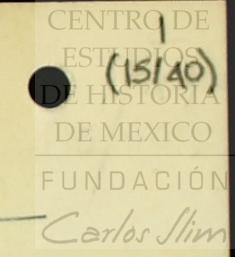 CENTRO DE
1
ESTUDIOS
(15/40)
DE HISTORIA
DE MEXICO
FUNDACIÓN
Carlos Slim